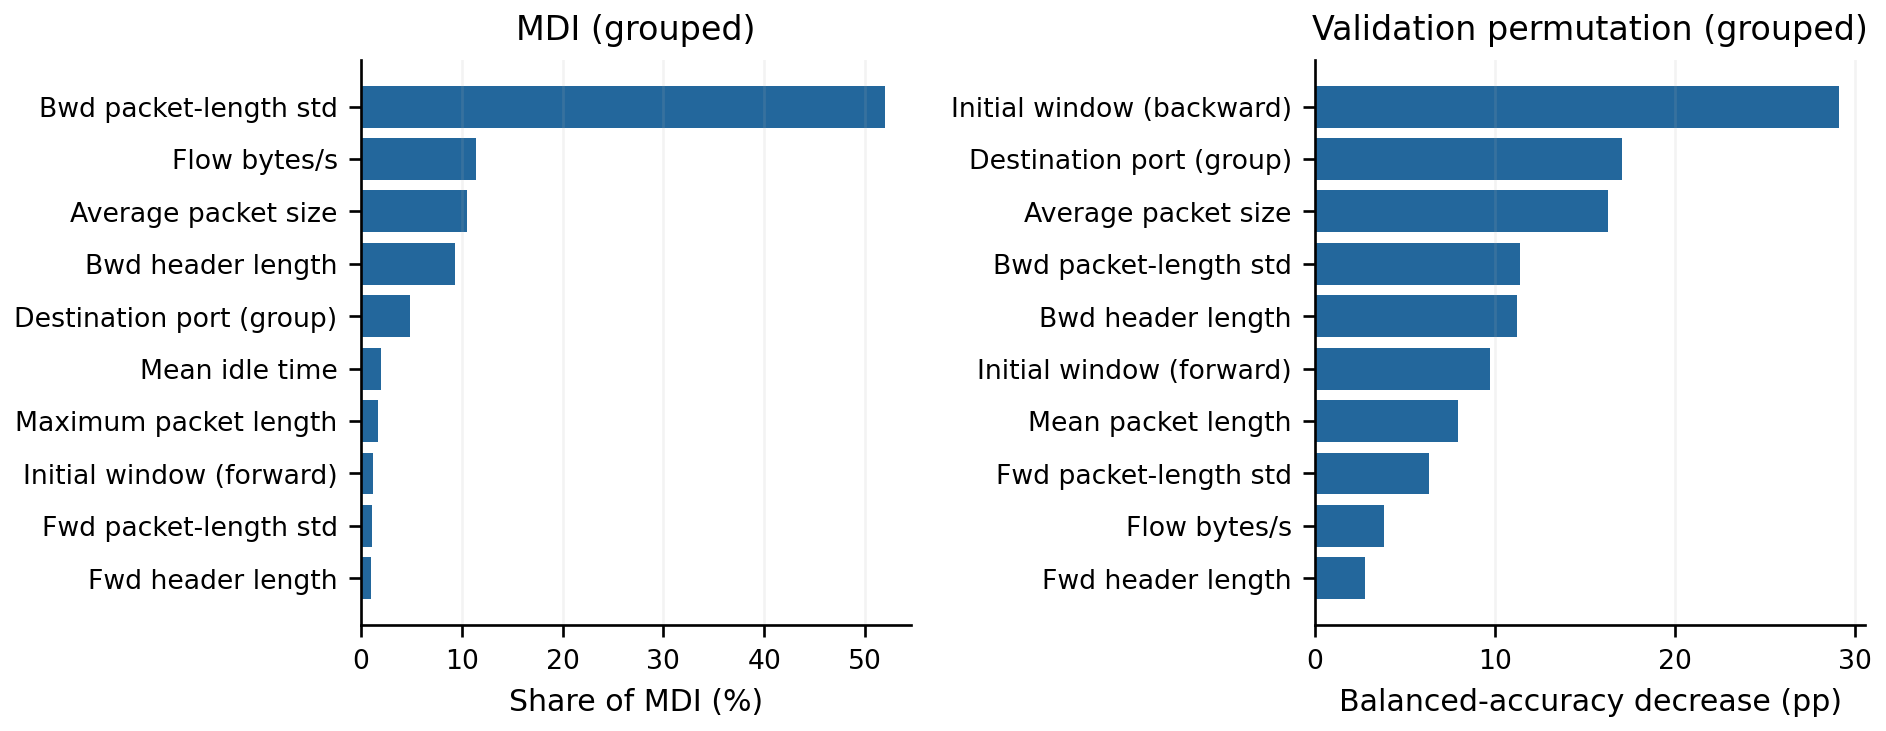 MDI (grouped)
Bwd packet-length std
Flow bytes/s
Average packet size
Bwd header length
Destination port (group)
Mean idle time
Maximum packet length
Initial window (forward)
Fwd packet-length std
Fwd header length
0 10 20 30 40 50
Share of MDI (%)
Validation permutation (grouped)
Initial window (backward)
Destination port (group)
Average packet size
Bwd packet-length std
Bwd header length
Initial window (forward)
Mean packet length
Fwd packet-length std
Flow bytes/s
Fwd header length
0 10 20 30
Balanced-accuracy decrease (pp)